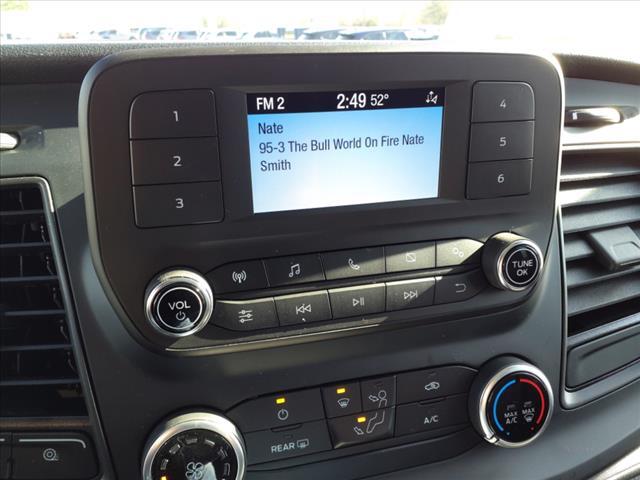 FM 2 2:49 52°
Nate
95-3 The Bull World On Fire Nate
Smith
1
2
3
4
5
6
VOL
TUNE
OK
REAR
A/C
MAX
A/C
MAX